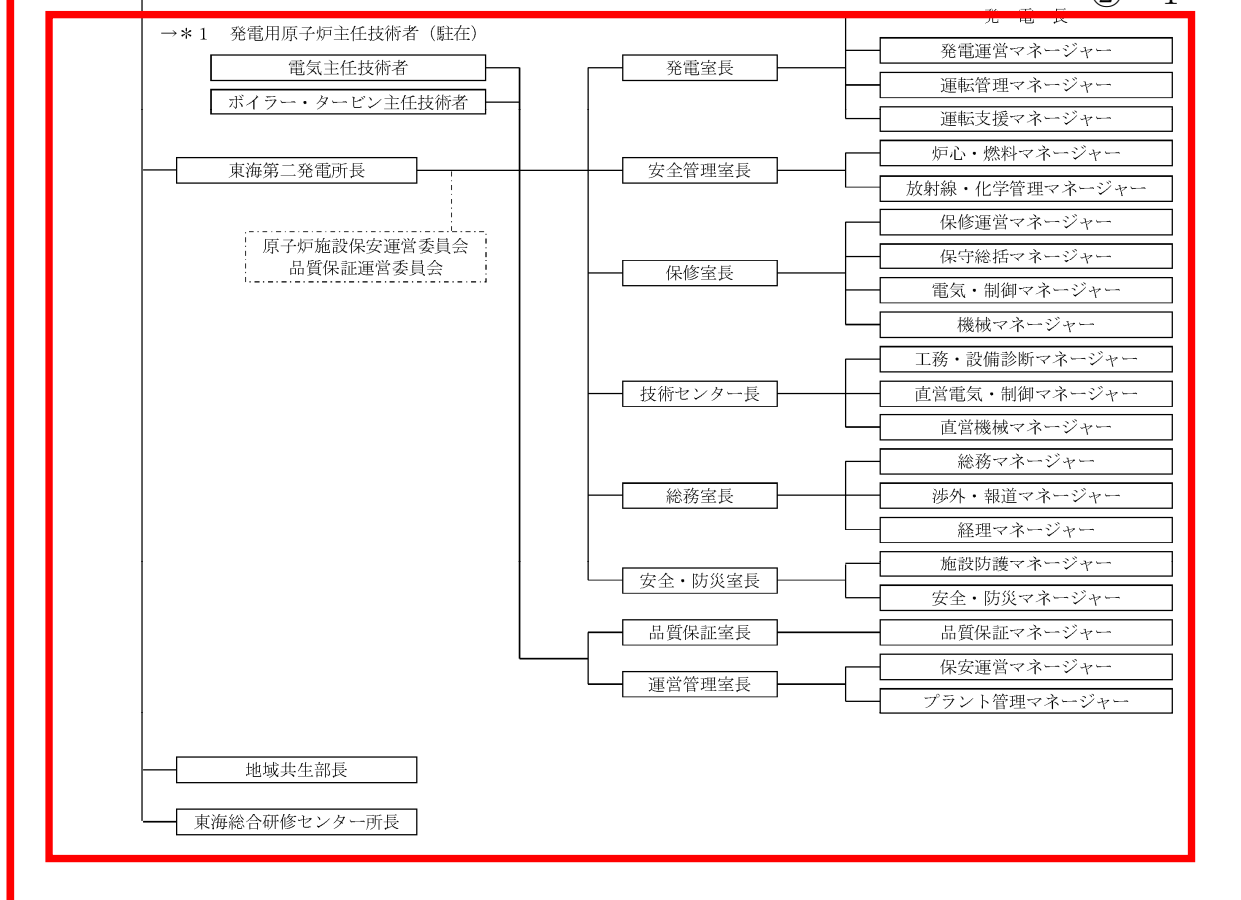 発電長
→＊1 発電用原子炉主任技術者（駐在）
電気主任技術者
ボイラー・タービン主任技術者
東海第二発電所長
原子炉施設保安運営委員会
品質保証運営委員会
地域共生部長
東海総合研修センター所長
発電室長
発電運営マネージャー
運転管理マネージャー
運転支援マネージャー
安全管理室長
炉心・燃料マネージャー
放射線・化学管理マネージャー
保修室長
保修運営マネージャー
保守総括マネージャー
電気・制御マネージャー
機械マネージャー
技術センター長
工務・設備診断マネージャー
直営電気・制御マネージャー
直営機械マネージャー
総務室長
総務マネージャー
渉外・報道マネージャー
経理マネージャー
安全・防災室長
施設防護マネージャー
安全・防災マネージャー
品質保証室長
品質保証マネージャー
運営管理室長
保安運営マネージャー
プラント管理マネージャー